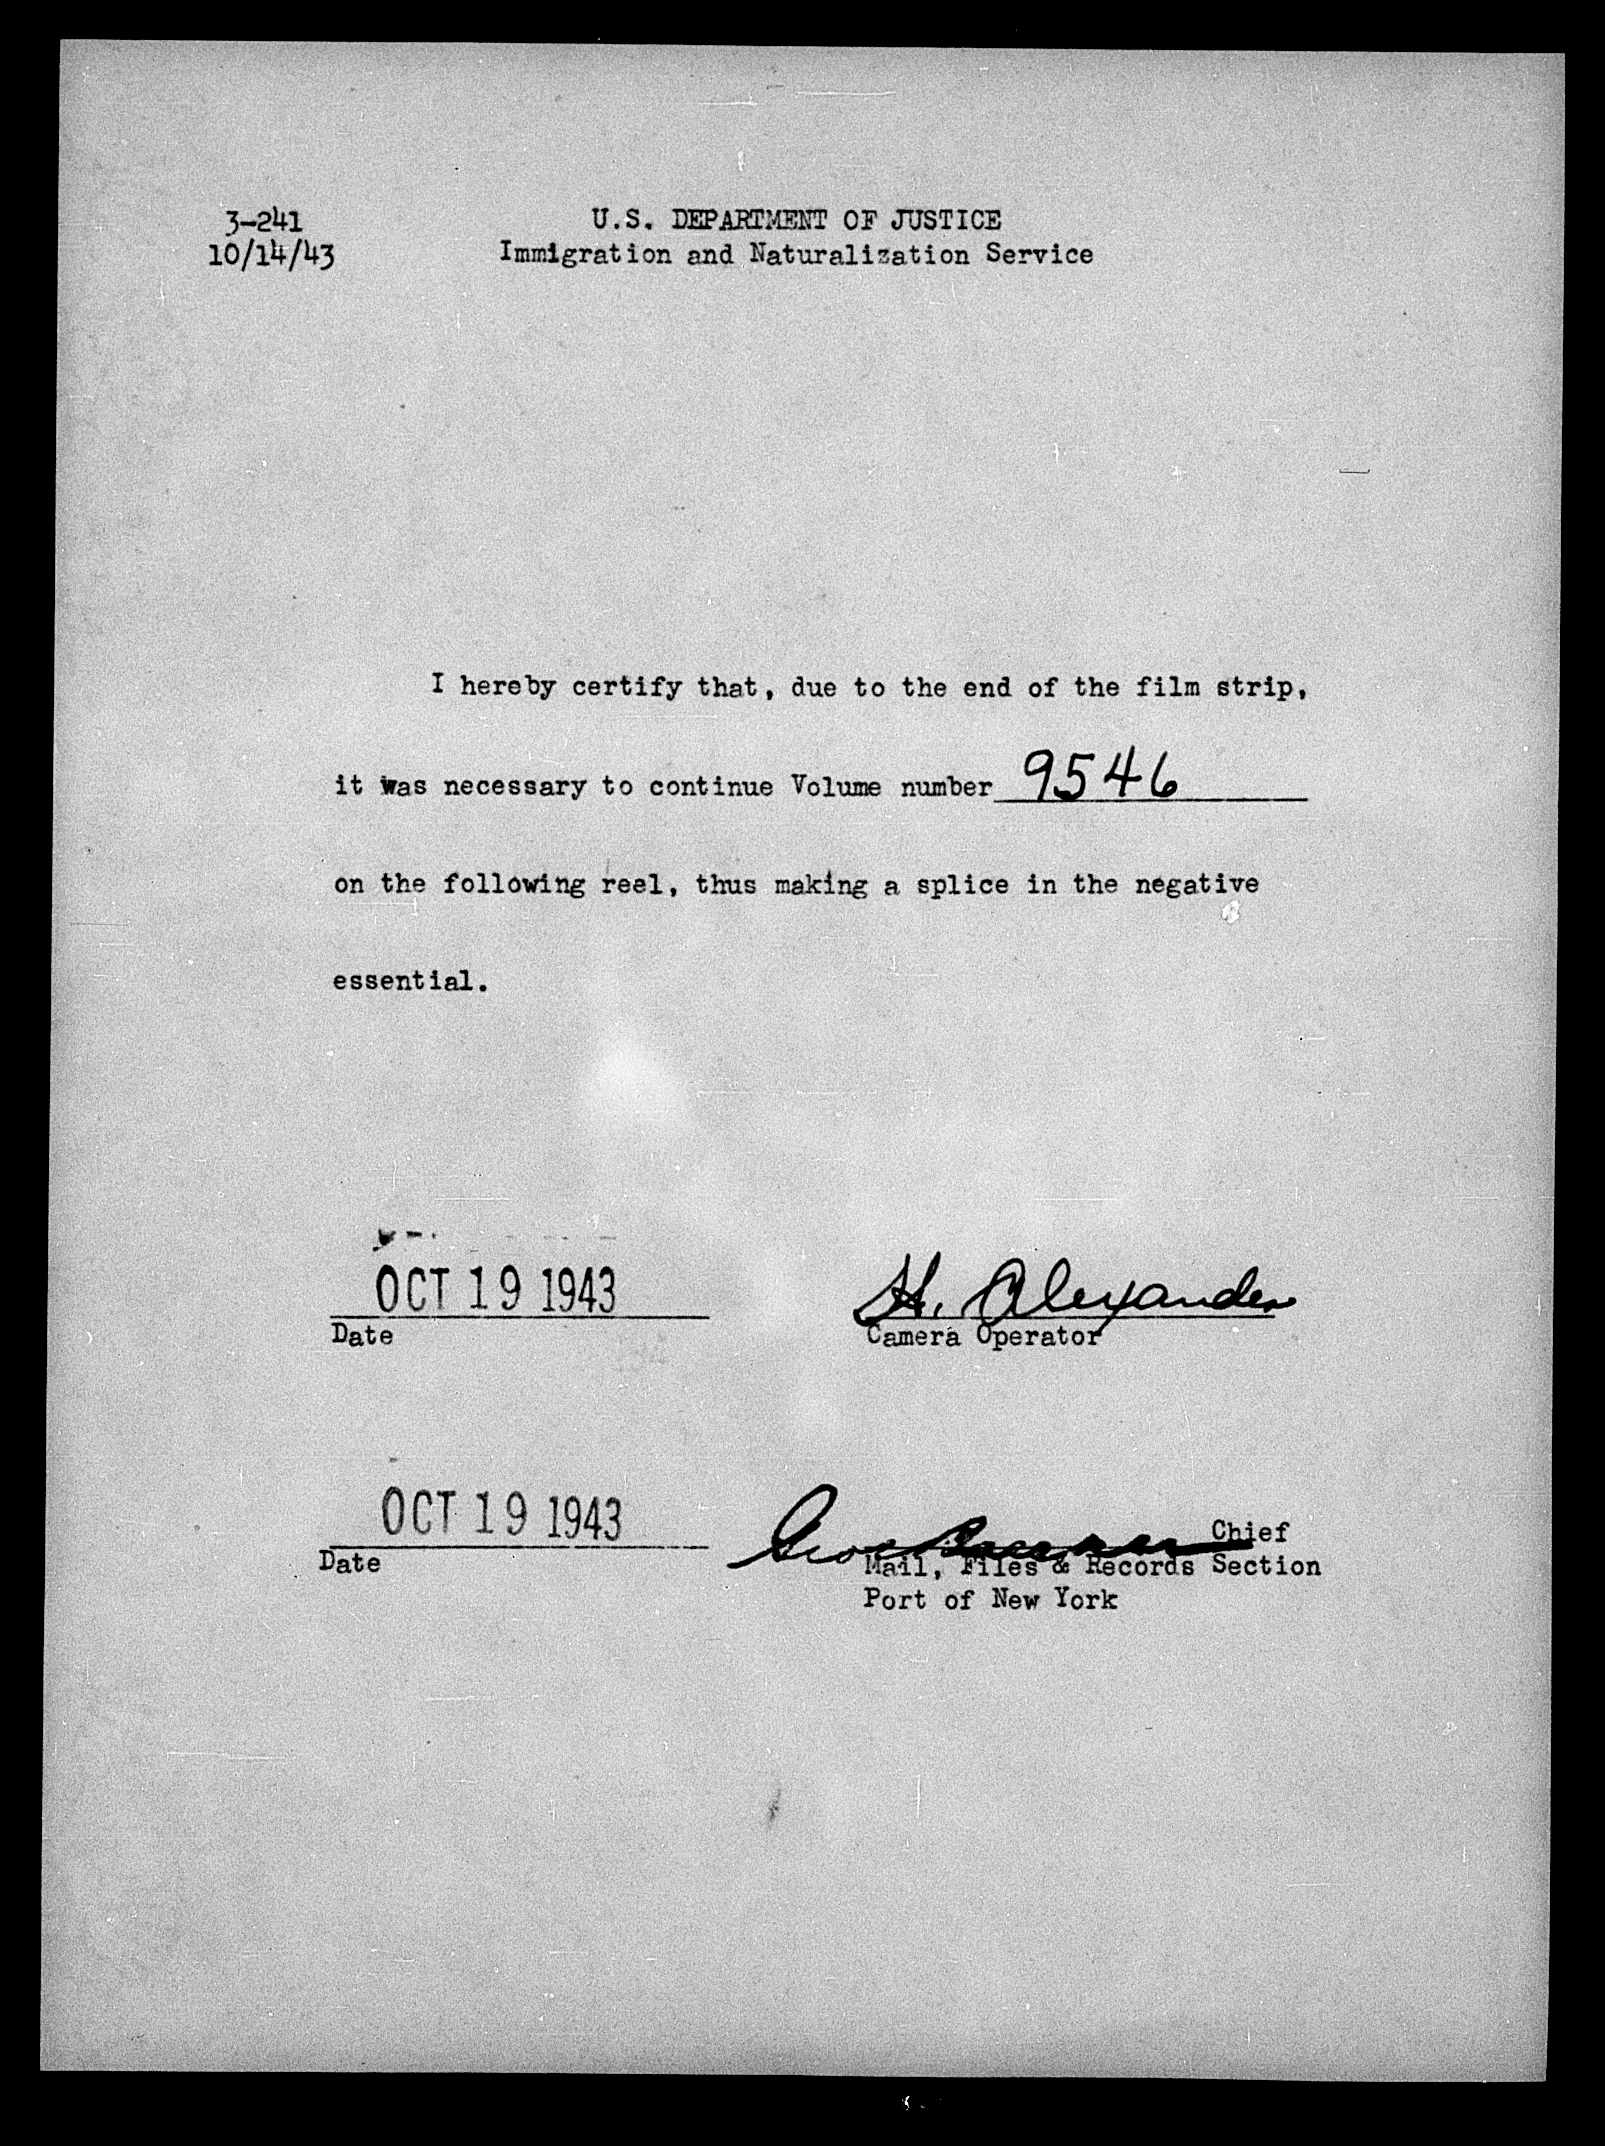 3-241
10/14/43
U.S. DEPARTMENT OF JUSTICE
Immigration and Naturalization Service
I hereby certify that, due to the end of the film strip,
it was necessary to continue Volume number 9546
on the following reel, thus making a splice in the negative
essential.
OCT 19 1943
H. Alexander
Date
Camera Operator
OCT 19 1943
Geo
Chief
Date
Mail, Files & Records Section
Port of New York